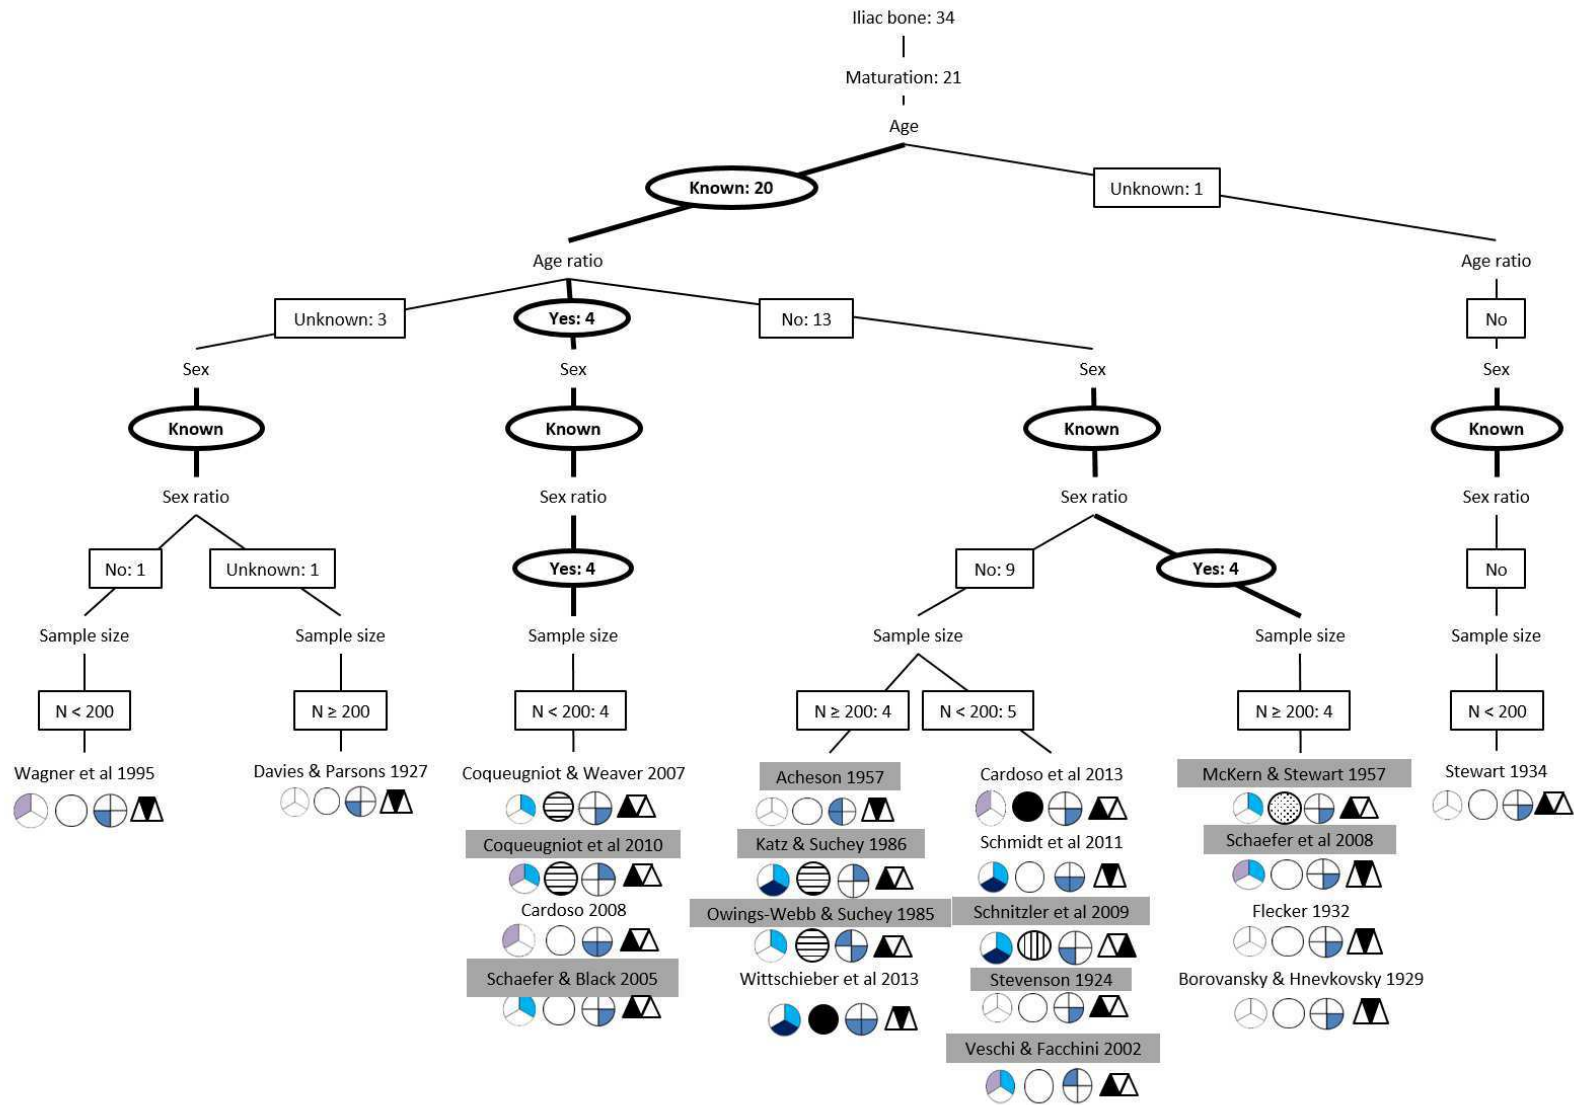 Iliac bone: 34
Maturation: 21
Age
Known: 20
Unknown: 1
Age ratio
Age ratio
Unknown: 3
Yes: 4
No: 13
No
Sex
Sex
Sex
Sex
Known
Known
Known
Known
Sex ratio
Sex ratio
Sex ratio
Sex ratio
No: 1
Unknown: 1
Yes: 4
No: 9
Yes: 4
No
Sample size
Sample size
Sample size
Sample size
Sample size
Sample size
N < 200
N ≥ 200
N < 200: 4
N ≥ 200: 4
N < 200: 5
N ≥ 200: 4
N < 200
Wagner et al 1995
Davies & Parsons 1927
Coqueugniot & Weaver 2007
Coqueugniot et al 2010
Cardoso 2008
Schaefer & Black 2005
Acheson 1957
Katz & Suchey 1986
Owings-Webb & Suchey 1985
Wittschieber et al 2013
Cardoso et al 2013
Schmidt et al 2011
Schnitzler et al 2009
Stevenson 1924
Veschi & Facchini 2002
McKern & Stewart 1957
Schaefer et al 2008
Flecker 1932
Borovansky & Hnevkovsky 1929
Stewart 1934